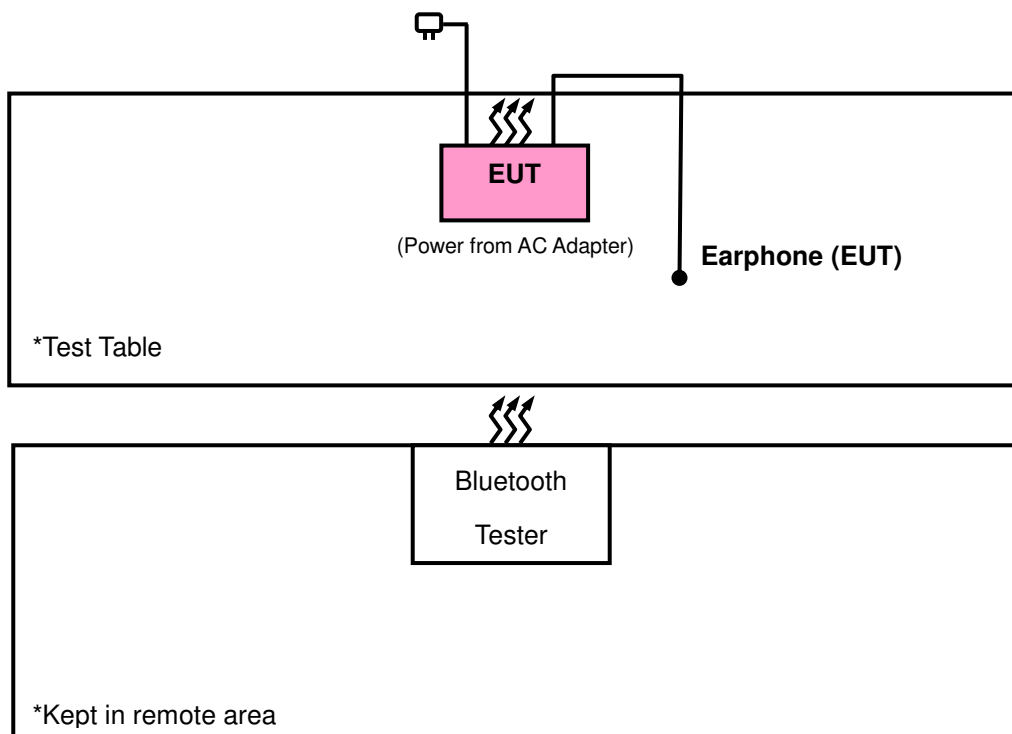 EUT
(Power from AC Adapter)
Earphone (EUT)
*Test Table
Bluetooth
Tester
*Kept in remote area